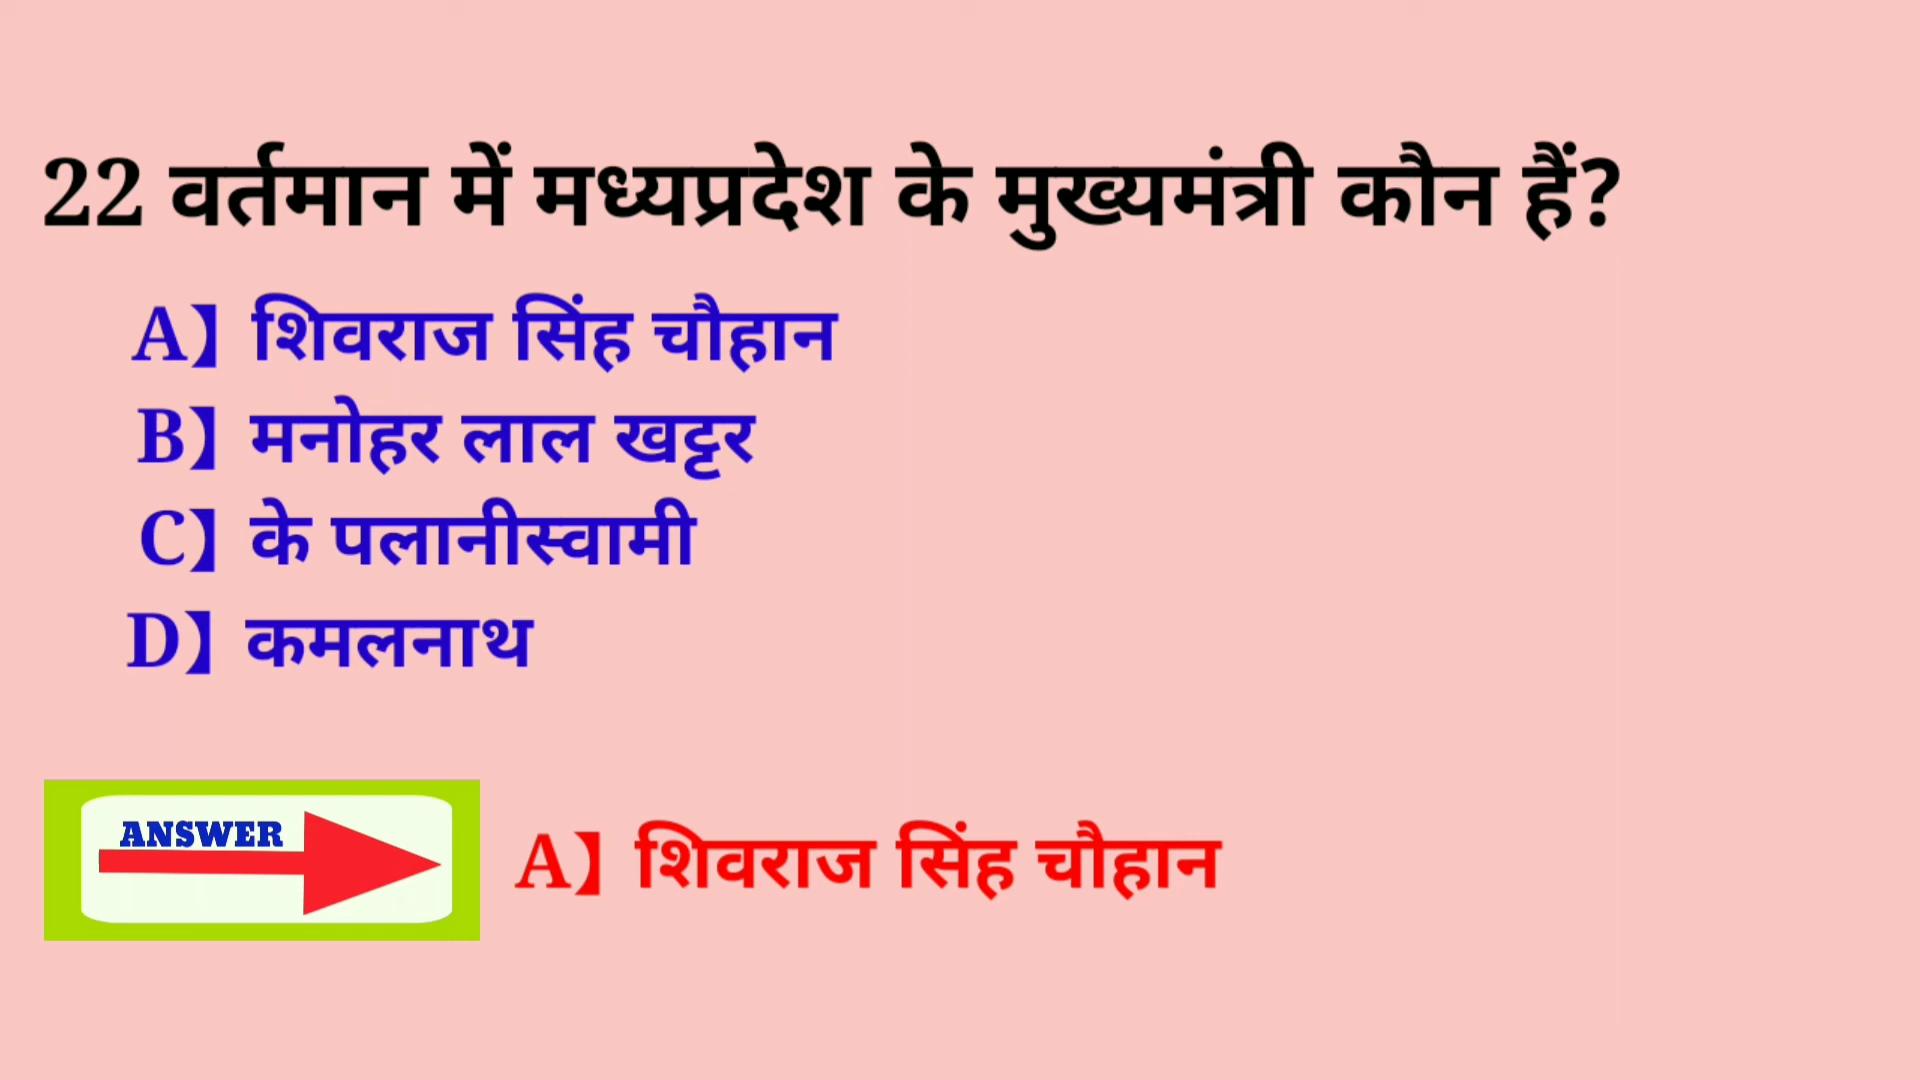 22 वर्तमान में मध्यप्रदेश के मुख्यमंत्री कौन हैं?
A】 शिवराज सिंह चौहान
B】 मनोहर लाल खट्टर
C】 के पलानीस्वामी
D】 कमलनाथ
ANSWER
A】 शिवराज सिंह चौहान